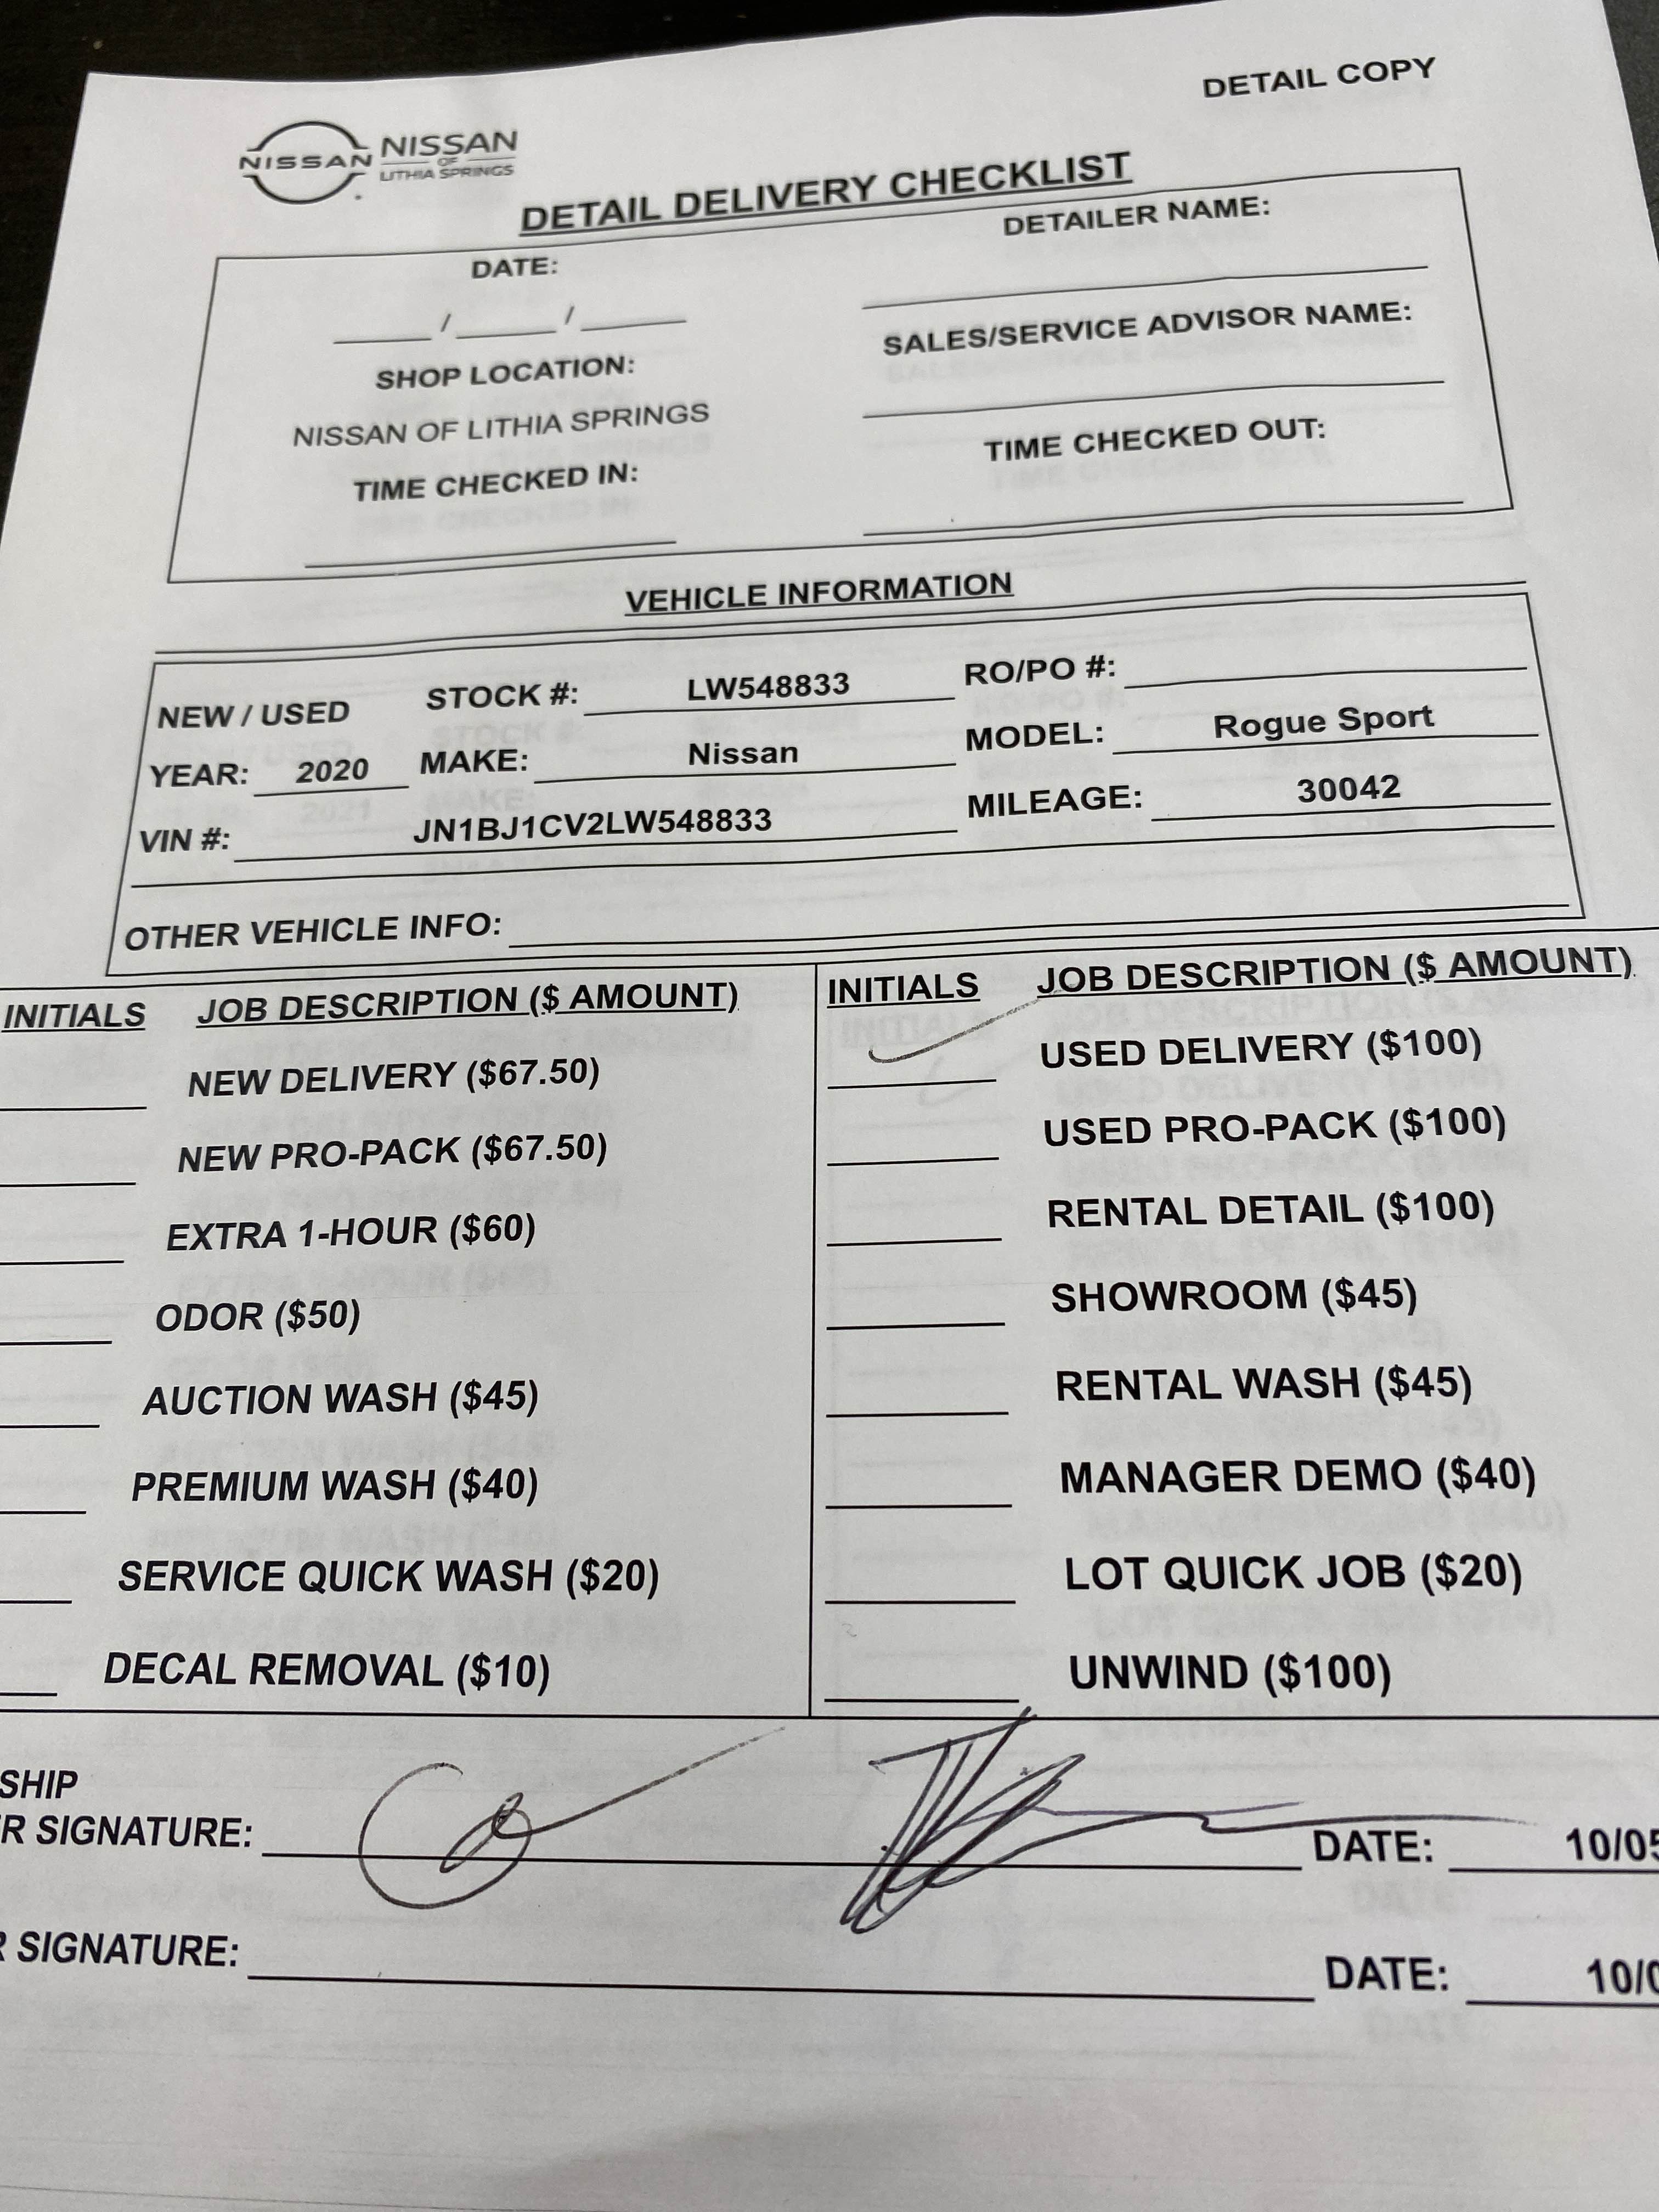 DETAIL COPY
NISSAN NISSAN
OF
LITHIA SPRINGS
DETAIL DELIVERY CHECKLIST
DATE: DETAILER NAME:
_____/_____/_____
SHOP LOCATION: SALES/SERVICE ADVISOR NAME:
NISSAN OF LITHIA SPRINGS
TIME CHECKED IN: TIME CHECKED OUT:
VEHICLE INFORMATION
NEW / USED STOCK #: LW548833 RO/PO #:
YEAR: 2020 MAKE: Nissan MODEL: Rogue Sport
VIN #: JN1BJ1CV2LW548833 MILEAGE: 30042
OTHER VEHICLE INFO:
INITIALS JOB DESCRIPTION ($ AMOUNT) INITIALS JOB DESCRIPTION ($ AMOUNT)
NEW DELIVERY ($67.50) USED DELIVERY ($100)
NEW PRO-PACK ($67.50) USED PRO-PACK ($100)
EXTRA 1-HOUR ($60) RENTAL DETAIL ($100)
ODOR ($50) SHOWROOM ($45)
AUCTION WASH ($45) RENTAL WASH ($45)
PREMIUM WASH ($40) MANAGER DEMO ($40)
SERVICE QUICK WASH ($20) LOT QUICK JOB ($20)
DECAL REMOVAL ($10) UNWIND ($100)
SHIP
R SIGNATURE: DATE: 10/05
R SIGNATURE: DATE: 10/0